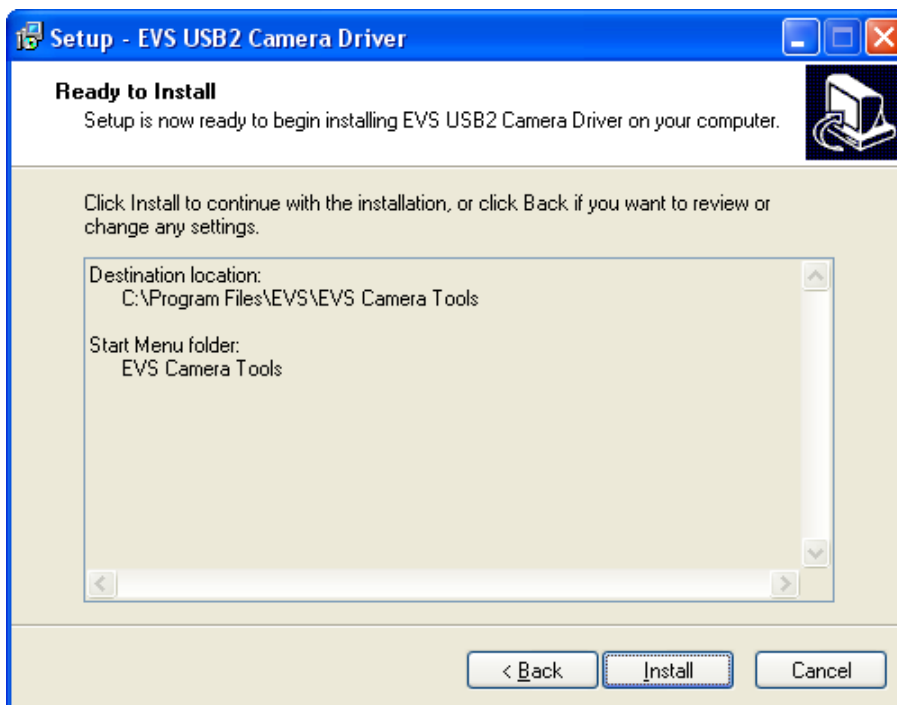 Setup - EVS USB2 Camera Driver
Ready to Install
Setup is now ready to begin installing EVS USB2 Camera Driver on your computer.
Click Install to continue with the installation, or click Back if you want to review or
change any settings.
Destination location:
C:\Program Files\EVS\EVS Camera Tools
Start Menu folder:
EVS Camera Tools
< Back Install Cancel